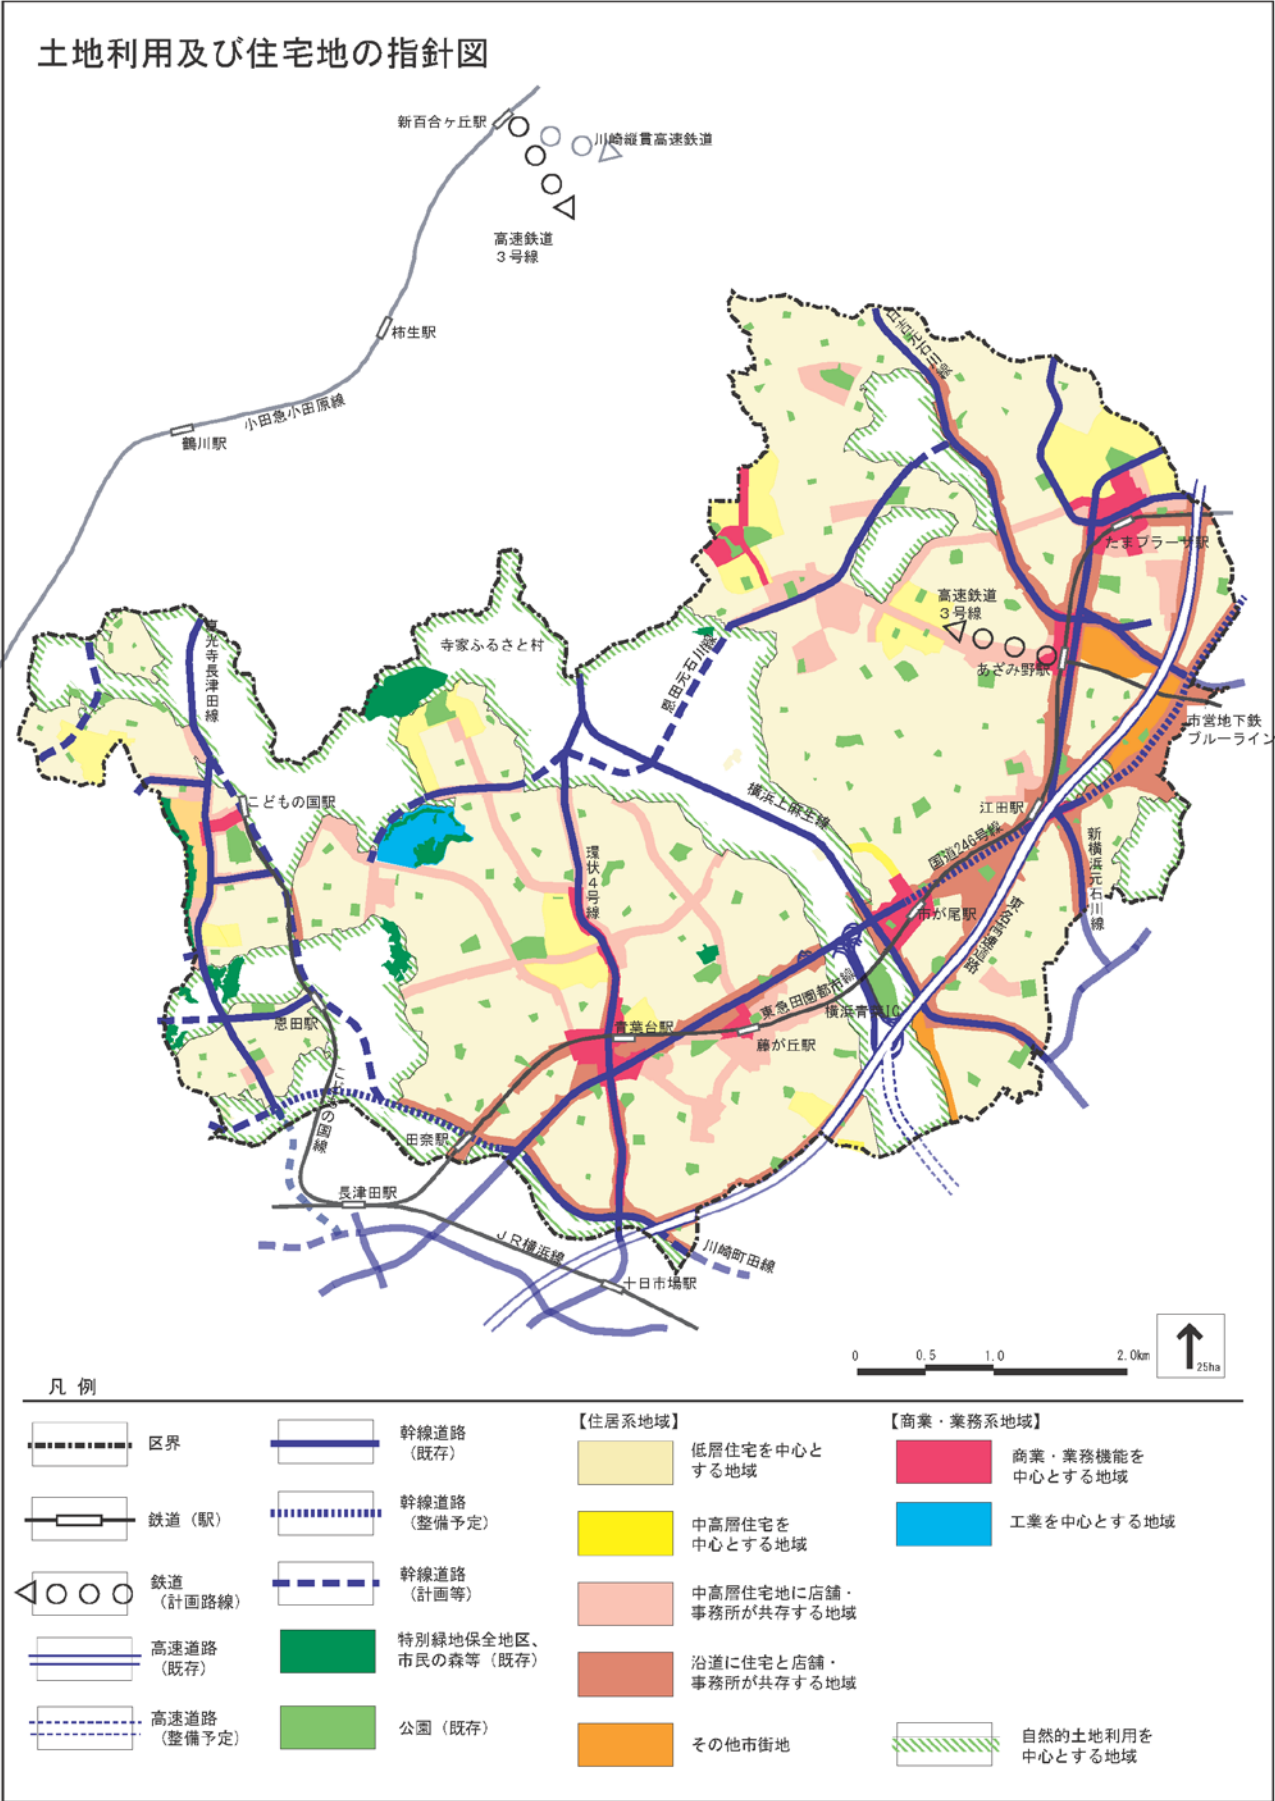 土地利用及び住宅地の指針図
新百合ヶ丘駅
川崎縦貫高速鉄道
高速鉄道
3号線
柿生駅
小田急小田原線
鶴川駅
日吉元石川線
たまプラーザ駅
高速鉄道
3号線
あざみ野駅
市営地下鉄
ブルーライン
寺家ふるさと村
恩田元石川線
奈良光寺長津田線
こどもの国駅
横浜上麻生線
江田駅
国道246号線
新横浜元石川線
環状4号線
市が尾駅
東名高速道路
東急田園都市線
横浜青葉IC
恩田駅
青葉台駅
藤が丘駅
こどもの国線
田奈駅
長津田駅
JR横浜線
川崎町田線
十日市場駅
0 0.5 1.0 2.0km
25ha
凡 例
区界
鉄道(駅)
鉄道
(計画路線)
高速道路
(既存)
高速道路
(整備予定)
幹線道路
(既存)
幹線道路
(整備予定)
幹線道路
(計画等)
特別緑地保全地区、
市民の森等(既存)
公園(既存)
【住居系地域】
低層住宅を中心と
する地域
中高層住宅を
中心とする地域
中高層住宅地に店舗・
事務所が共存する地域
沿道に住宅と店舗・
事務所が共存する地域
その他市街地
【商業・業務系地域】
商業・業務機能を
中心とする地域
工業を中心とする地域
自然的土地利用を
中心とする地域